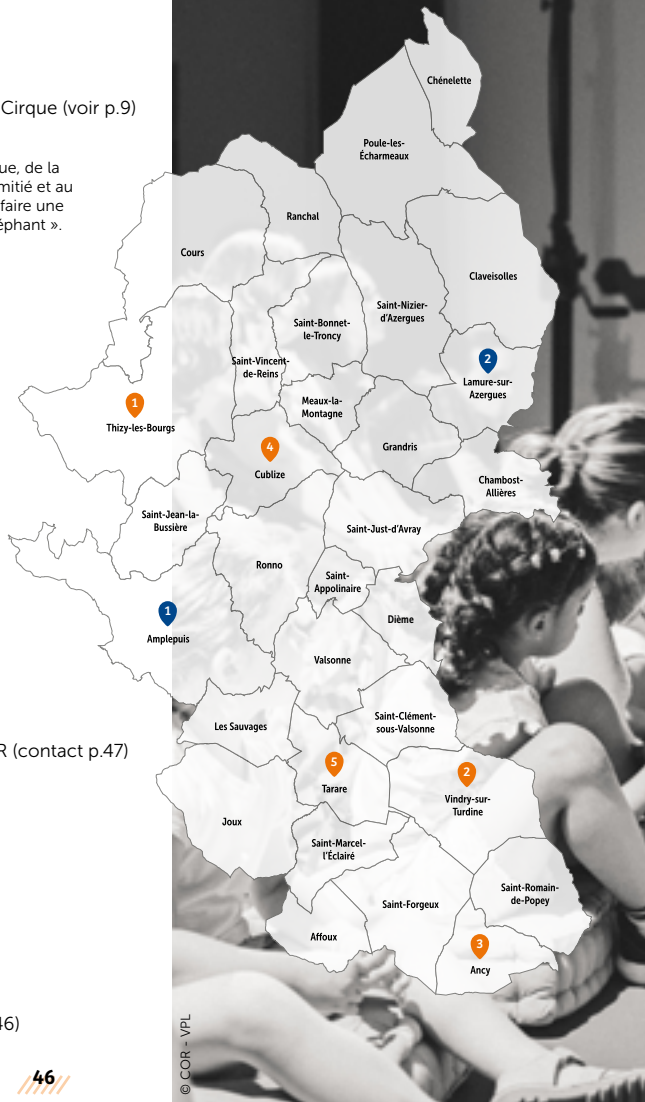 Cirque (voir p.9)
ue, de la
mitié et au
faire une
éphant ».
Chénelette
Poule-les-
Écharmeaux
Ranchal
Cours
Claveisolles
Saint-Nizier-
d'Azergues
Saint-Bonnet-
le-Troncy
Saint-Vincent-
de-Reins
2
Lamure-sur-
Azergues
1
Thizy-les-Bourgs
Meaux-la-
Montagne
4
Cublize
Grandris
Chambost-
Allières
Saint-Jean-la-
Bussière
Saint-Just-d'Avray
Ronno
Saint-
Appolinaire
1
Amplepuis
Dième
Valsonne
Les Sauvages
Saint-Clément-
sous-Valsonne
R (contact p.47)
5
Tarare
2
Vindry-sur-
Turdine
Joux
Saint-Marcel-
l'Éclairé
Saint-Forgeux
Saint-Romain-
de-Popey
Affoux
3
Ancy
46)
© COR - VPL
46